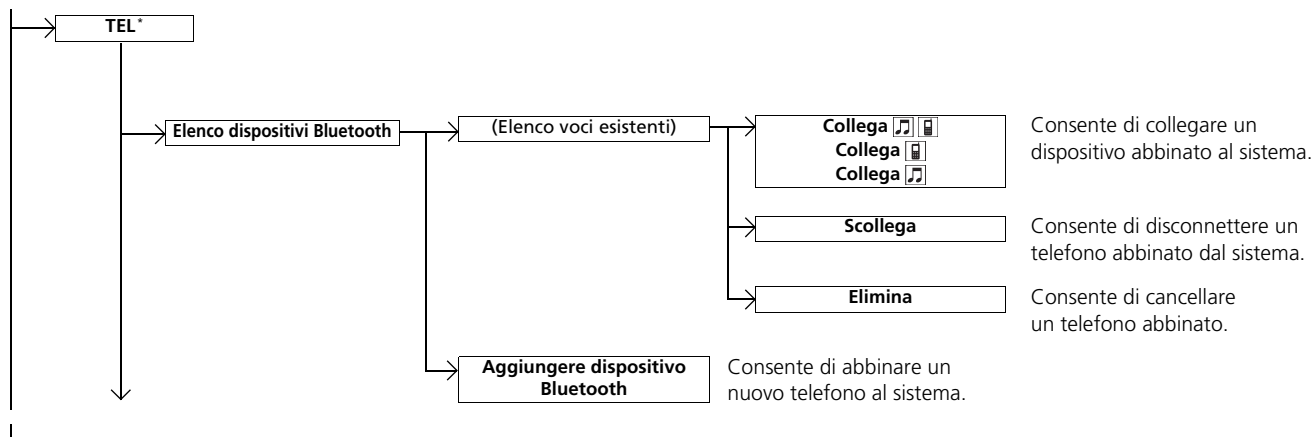 TEL*
Elenco dispositivi Bluetooth
(Elenco voci esistenti)
Collega
Collega
Collega
Consente di collegare un
dispositivo abbinato al sistema.
Scollega
Consente di disconnettere un
telefono abbinato dal sistema.
Elimina
Consente di cancellare
un telefono abbinato.
Aggiungere dispositivo
Bluetooth
Consente di abbinare un
nuovo telefono al sistema.